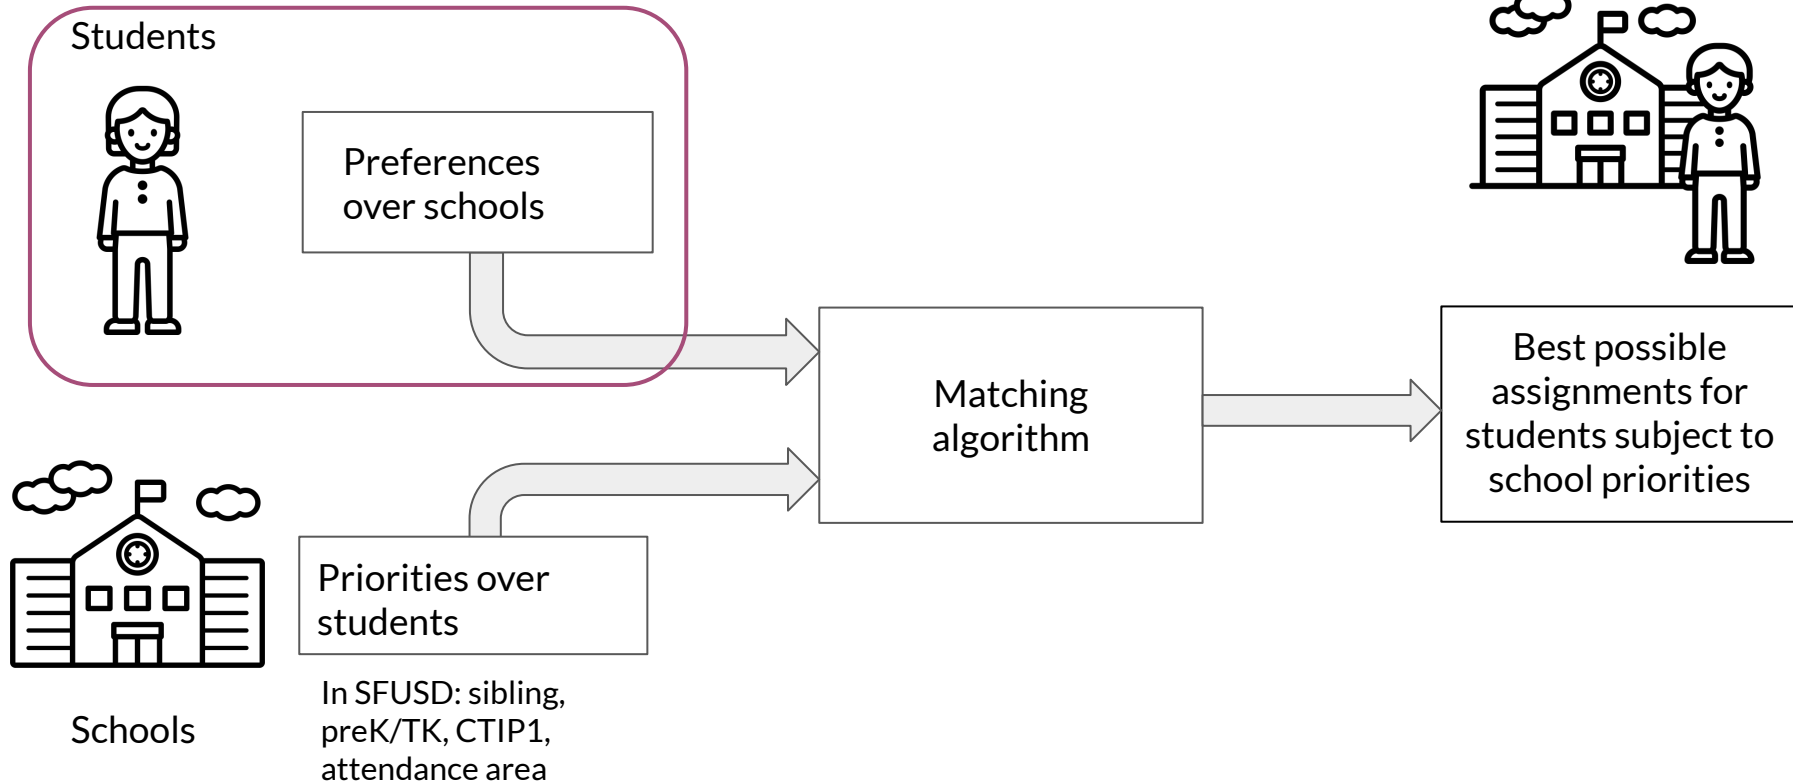 Students
Preferences
over schools
Matching
algorithm
Best possible
assignments for
students subject to
school priorities
Priorities over
students
In SFUSD: sibling,
preK/TK, CTIP1,
attendance area
Schools